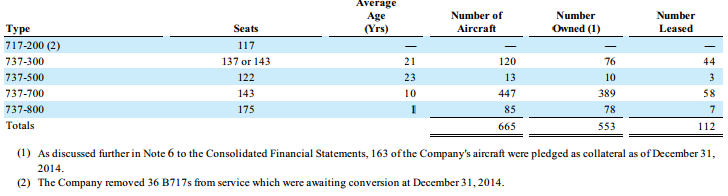 Average
Age Number of Number Number
Type Seats (Yrs) Aircraft Owned (1) Leased
717-200 (2) 117 — — — —
737-300 137 or 143 21 120 76 44
737-500 122 23 13 10 3
737-700 143 10 447 389 58
737-800 175 1 85 78 7
Totals 665 553 112
(1) As discussed further in Note 6 to the Consolidated Financial Statements, 163 of the Company's aircraft were pledged as collateral as of December 31,
2014.
(2) The Company removed 36 B717s from service which were awaiting conversion at December 31, 2014.